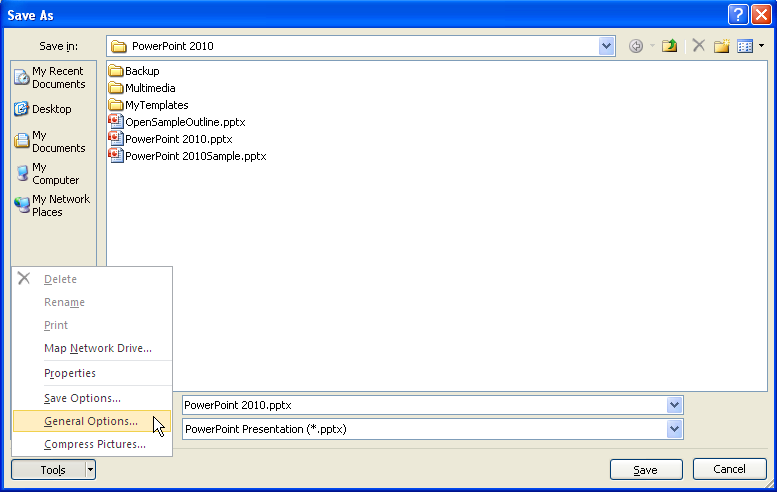 Save As
Save in:
PowerPoint 2010
My Recent
Documents
Desktop
My
Documents
My
Computer
My Network
Places
Backup
Multimedia
MyTemplates
OpenSampleOutline.pptx
PowerPoint 2010.pptx
PowerPoint 2010Sample.pptx
Delete
Rename
Print
Map Network Drive...
Properties
Save Options...
General Options...
Compress Pictures...
PowerPoint 2010.pptx
PowerPoint Presentation (*.pptx)
Tools
Save
Cancel